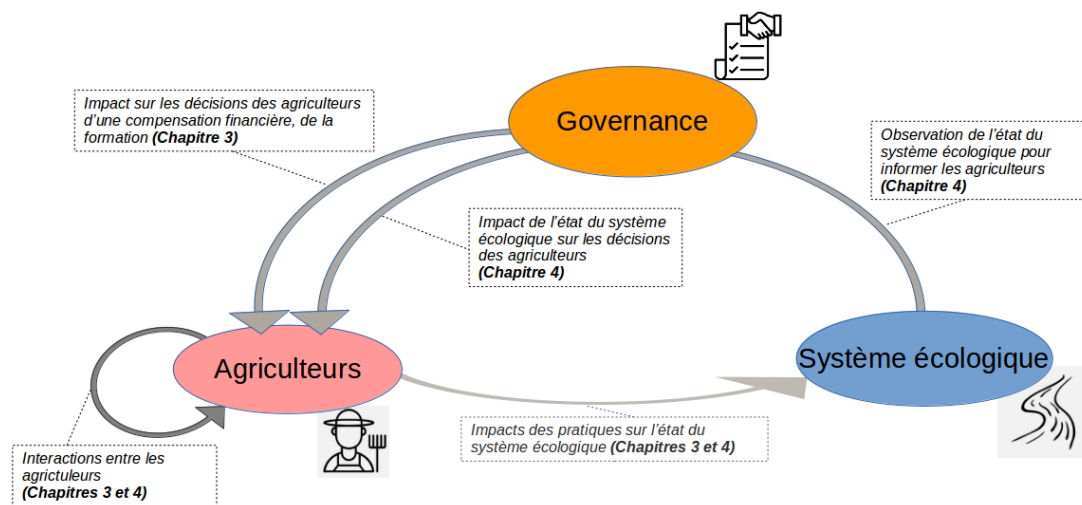 Governance
Impact sur les décisions des agriculteurs
d'une compensation financière, de la
formation (Chapitre 3)
Observation de l'état du
système écologique pour
informer les agriculteurs
(Chapitre 4)
Impact de l'état du système
écologique sur les décisions
des agriculteurs
(Chapitre 4)
Agriculteurs
Système écologique
Impacts des pratiques sur l'état du
système écologique (Chapitres 3 et 4)
Interactions entre les
agrictuleurs
(Chapitres 3 et 4)